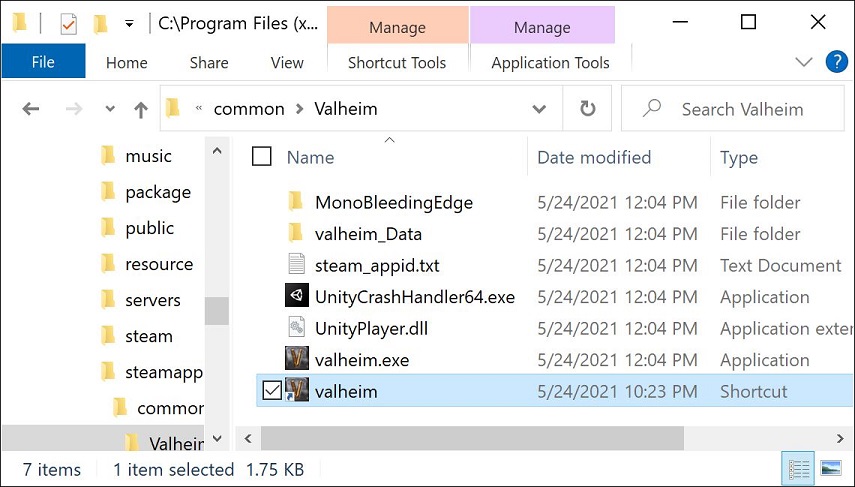 C:\Program Files (x...
Manage
Manage
File
Home
Share
View
Shortcut Tools
Application Tools
?
« common > Valheim
Search Valheim
music
package
public
resource
servers
steam
steamapp
common
Valheim
Name
Date modified
Type
MonoBleedingEdge 5/24/2021 12:04 PM File folder
valheim_Data 5/24/2021 12:04 PM File folder
steam_appid.txt 5/24/2021 12:04 PM Text Document
UnityCrashHandler64.exe 5/24/2021 12:04 PM Application
UnityPlayer.dll 5/24/2021 12:04 PM Application exter
valheim.exe 5/24/2021 12:04 PM Application
valheim 5/24/2021 10:23 PM Shortcut
7 items 1 item selected 1.75 KB